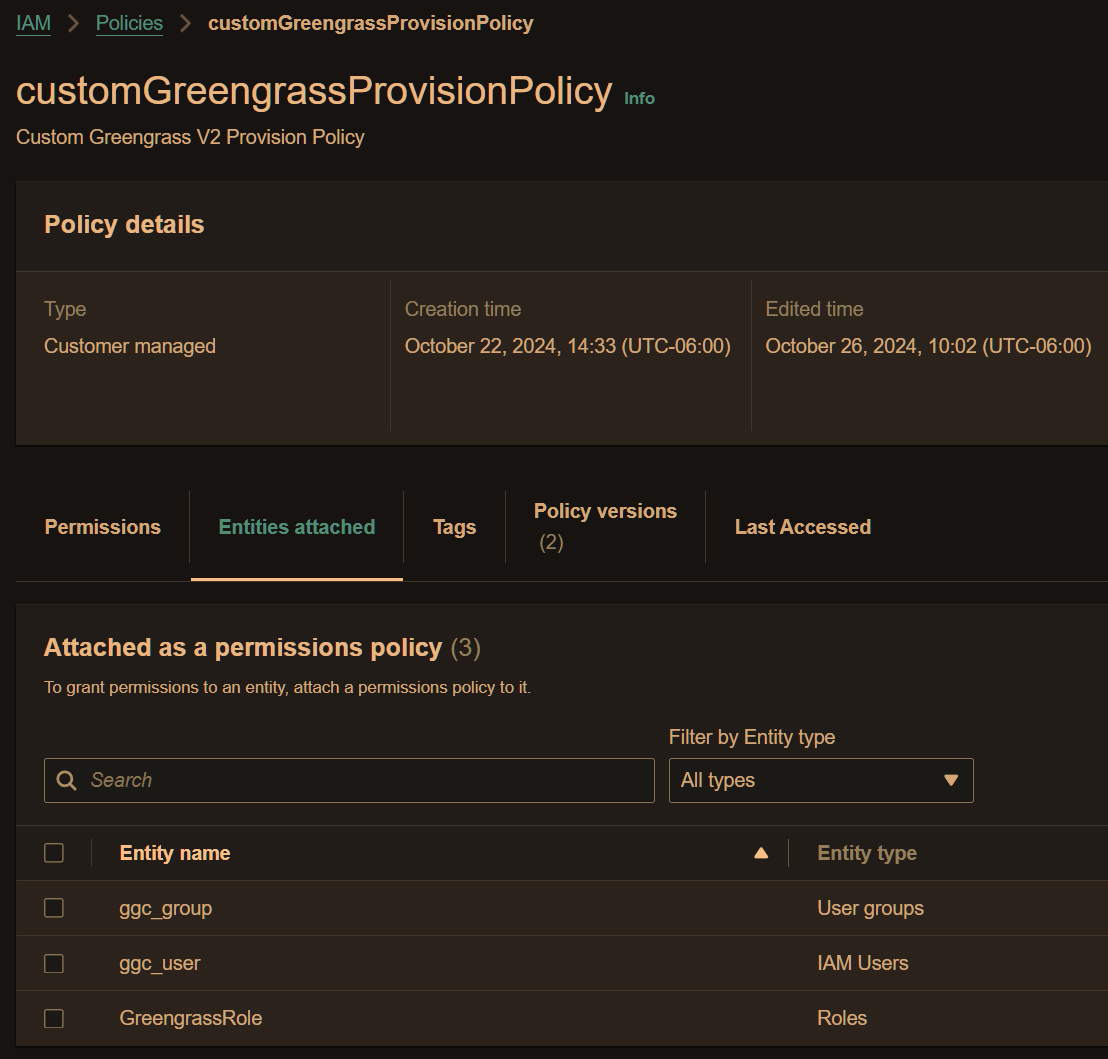 IAM > Policies > customGreengrassProvisionPolicy
customGreengrassProvisionPolicy Info
Custom Greengrass V2 Provision Policy
Policy details
Type
Customer managed
Creation time
October 22, 2024, 14:33 (UTC-06:00)
Edited time
October 26, 2024, 10:02 (UTC-06:00)
Permissions
Entities attached
Tags
Policy versions
(2)
Last Accessed
Attached as a permissions policy (3)
To grant permissions to an entity, attach a permissions policy to it.
Filter by Entity type
Search
All types
Entity name Entity type
ggc_group User groups
ggc_user IAM Users
GreengrassRole Roles